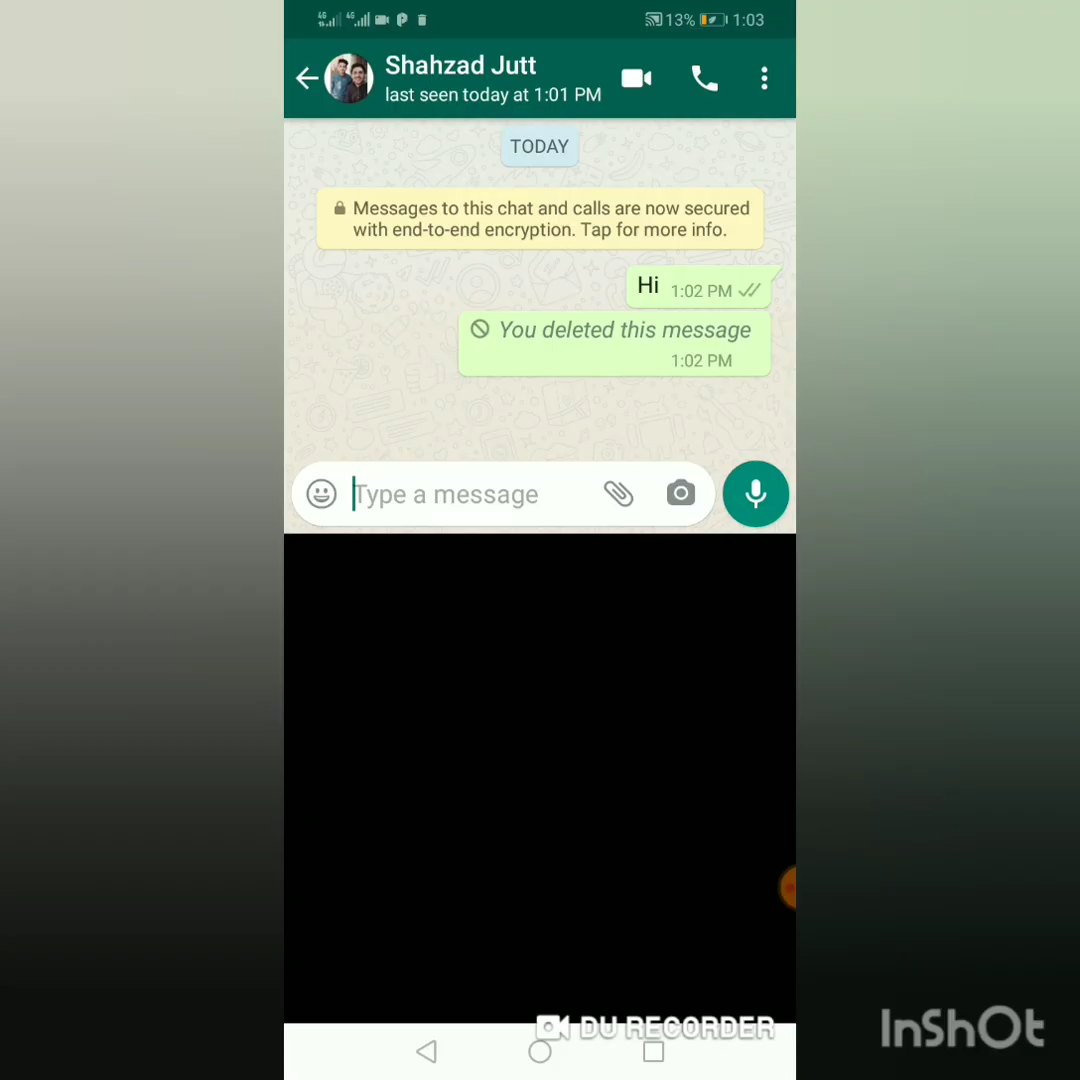 4G 4G 13% 1:03
Shahzad Jutt
last seen today at 1:01 PM
TODAY
Messages to this chat and calls are now secured
with end-to-end encryption. Tap for more info.
Hi 1:02 PM
You deleted this message
1:02 PM
Type a message
DU RECORDER
InShOt